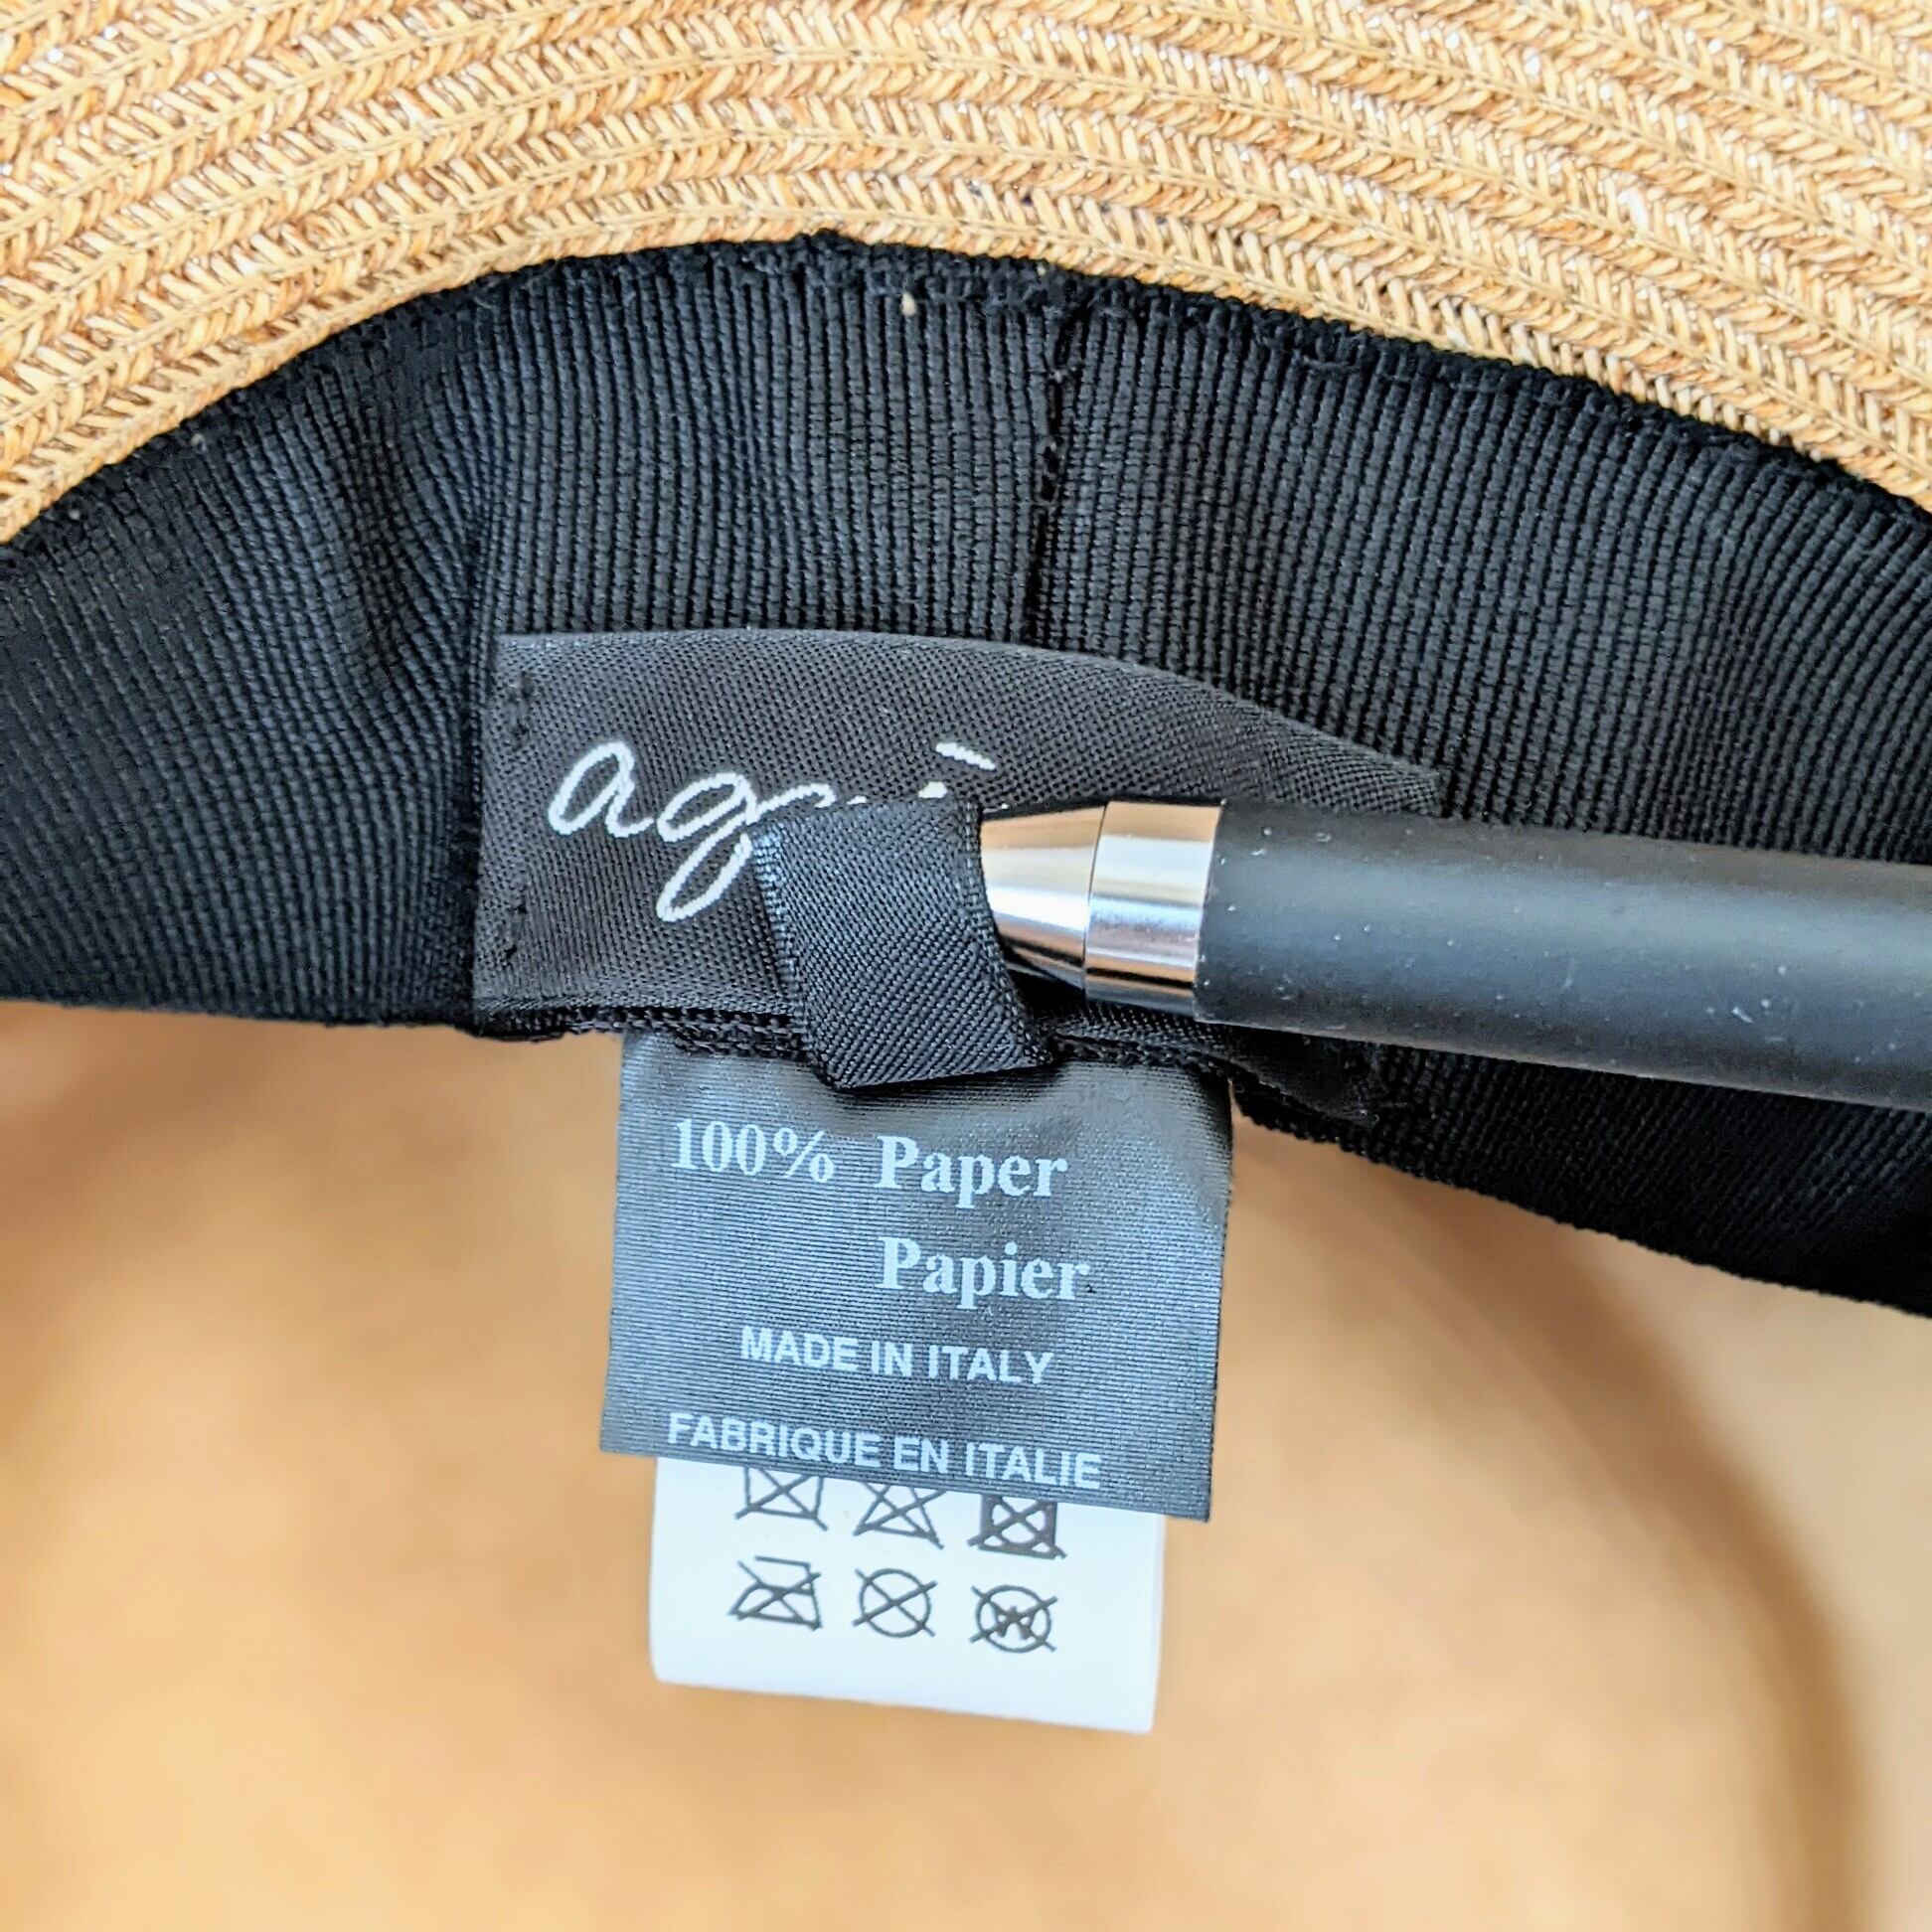 100% Paper
Papier
MADE IN ITALY
FABRIQUE EN ITALIE